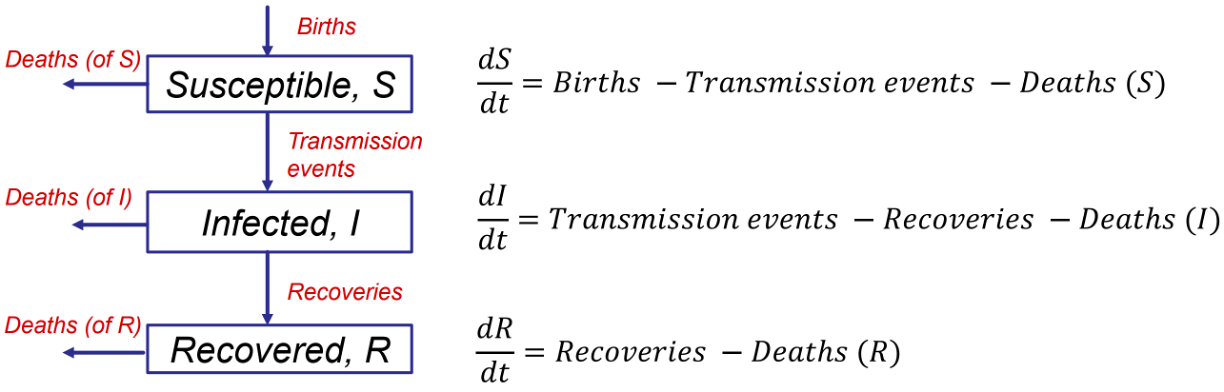 Births
Deaths (of S)
Susceptible, S
dS/dt = Births − Transmission events − Deaths (S)
Transmission
events
Deaths (of I)
Infected, I
dI/dt = Transmission events − Recoveries − Deaths (I)
Recoveries
Deaths (of R)
Recovered, R
dR/dt = Recoveries − Deaths (R)